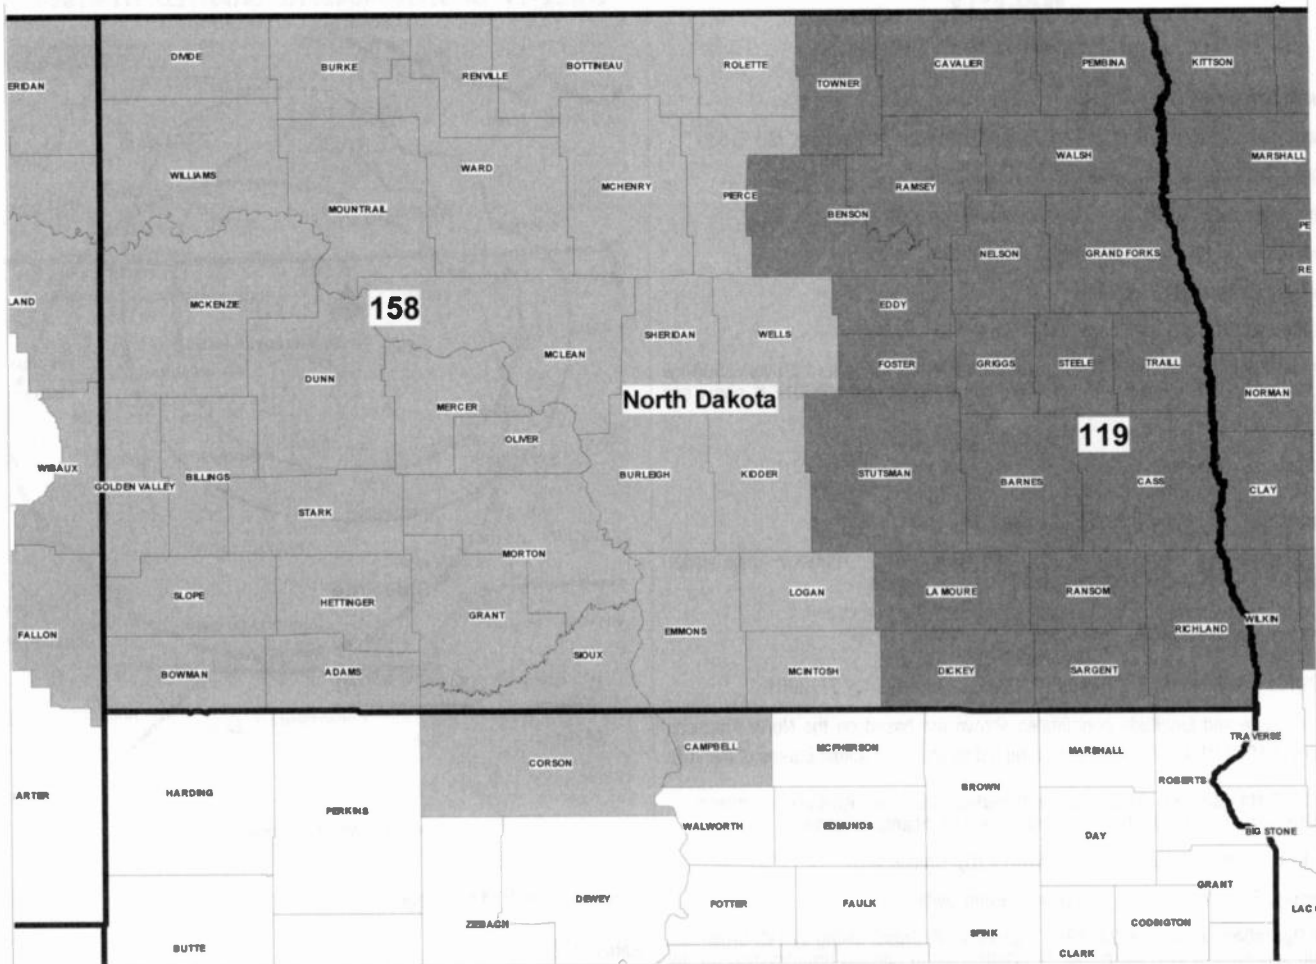 DIVIDE
BURKE
RENVILLE
BOTTINEAU
ROLETTE
TOWNER
CAVALIER
PEMBINA
KITTSON
ERIDAN
WILLIAMS
MOUNTRAIL
WARD
MCHENRY
PIERCE
BENSON
RAMSEY
WALSH
MARSHALL
PE
NELSON
GRAND FORKS
RE
LAND
MCKENZIE
158
EDDY
SHERIDAN
WELLS
MCLEAN
DUNN
FOSTER
GRIGGS
STEELE
TRAILL
NORMAN
MERCER
North Dakota
OLIVER
119
WIBAUX
GOLDEN VALLEY
BILLINGS
BURLEIGH
KIDDER
STUTSMAN
BARNES
CASS
CLAY
STARK
MORTON
SLOPE
HETTINGER
GRANT
LOGAN
LA MOURE
RANSOM
FALLON
EMMONS
RICHLAND
WILKIN
BOWMAN
ADAMS
SIOUX
MCINTOSH
DICKEY
SARGENT
CORSON
CAMPBELL
MCPHERSON
MARSHALL
TRAVERSE
ARTER
HARDING
PERKINS
BROWN
ROBERTS
WALWORTH
EDMUNDS
DAY
BIG STONE
DEWEY
POTTER
FAULK
GRANT
LAC
ZIEBACH
CODINGTON
BUTTE
SPINK
CLARK